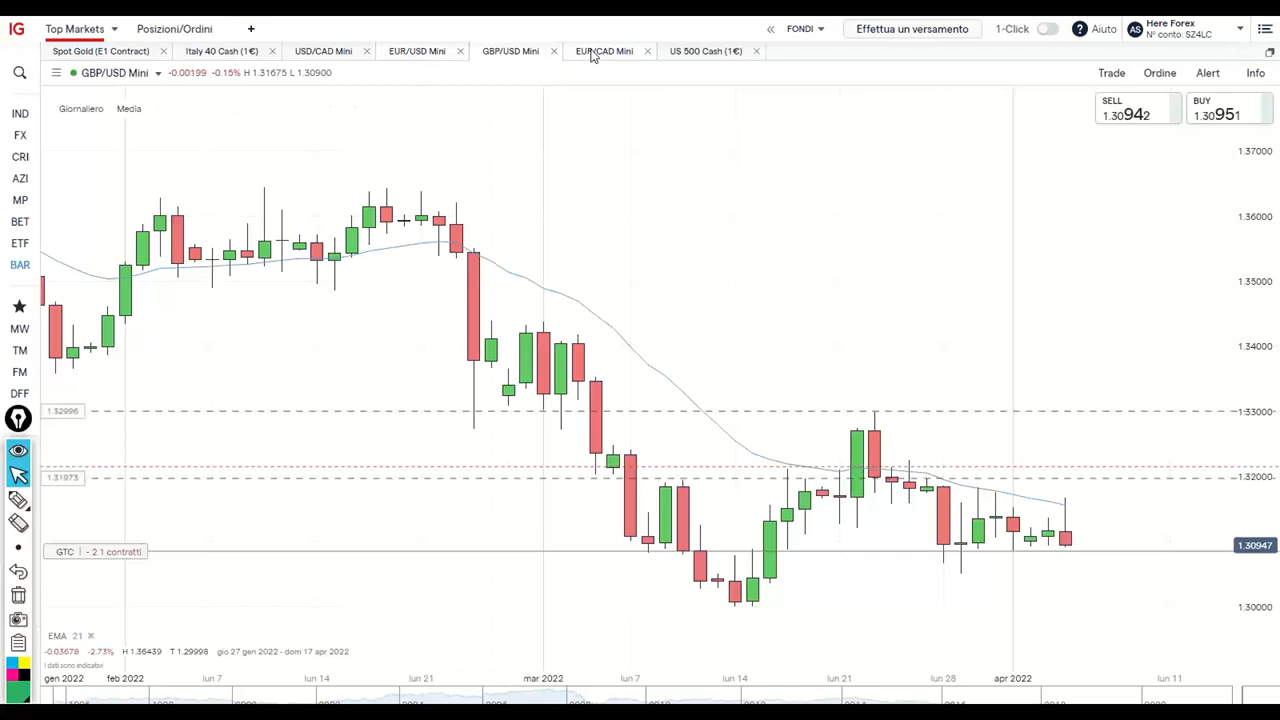 IG
Top Markets
Posizioni/Ordini
+
FONDI
Effettua un versamento
1-Click
? Aiuto
AS
Here Forex
N° conto: SZ4LC
Spot Gold (E1 Contract)
Italy 40 Cash (1€)
USD/CAD Mini
EUR/USD Mini
GBP/USD Mini
EUR/CAD Mini
US 500 Cash (1€)
GBP/USD Mini
-0.00199 -0.15% H 1.31675 L 1.30900
Trade
Ordine
Alert
Info
Giornaliero
Media
SELL
1.30942
BUY
1.30951
IND
FX
CRI
AZI
MP
BET
ETF
BAR
MW
TM
FM
DFF
1.37000
1.36000
1.35000
1.34000
1.33000
1.32000
1.30947
1.30000
1.32996
1.31973
GTC - 2 1 contratti
EMA 21
-0.03678 -2.73% H 1.36439 T 1.29998 gio 27 gen 2022 - dom 17 apr 2022
I dati sono indicativi
gen 2022
feb 2022
lun 7
lun 14
lun 21
mar 2022
lun 7
lun 14
lun 21
lun 28
apr 2022
lun 11